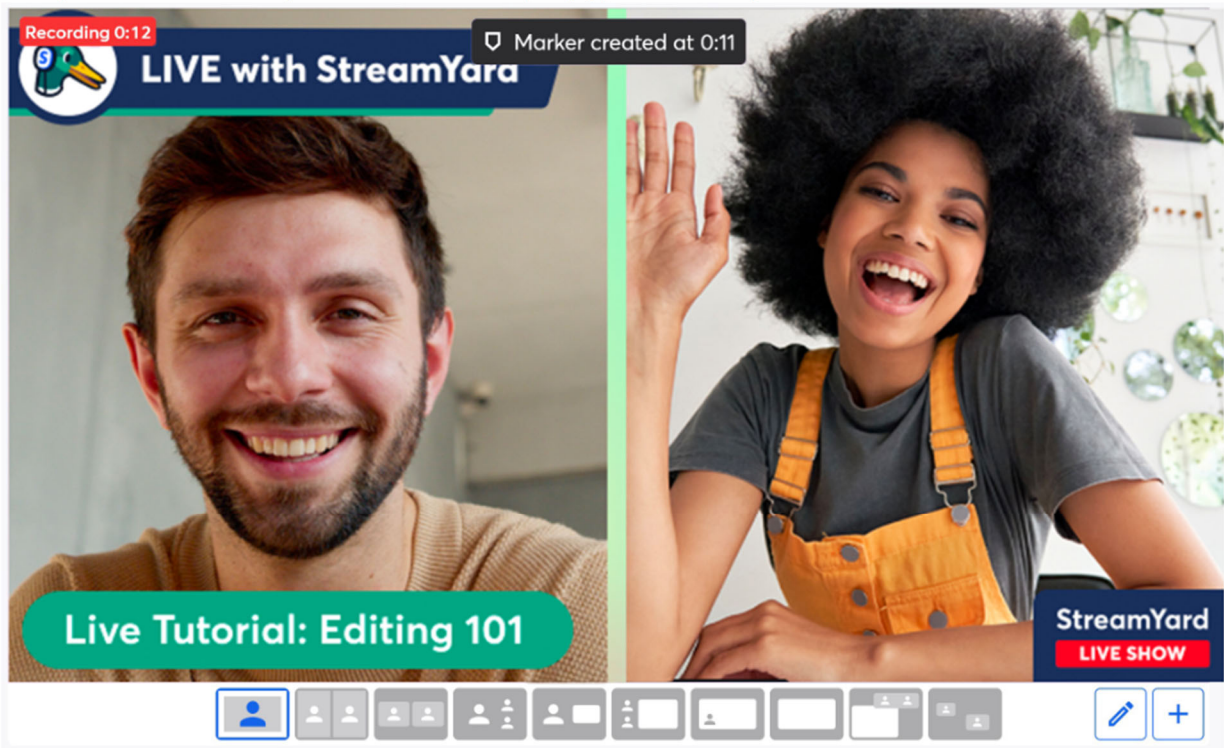 Recording 0:12
Marker created at 0:11
S
LIVE with StreamYard
Live Tutorial: Editing 101
StreamYard
LIVE SHOW